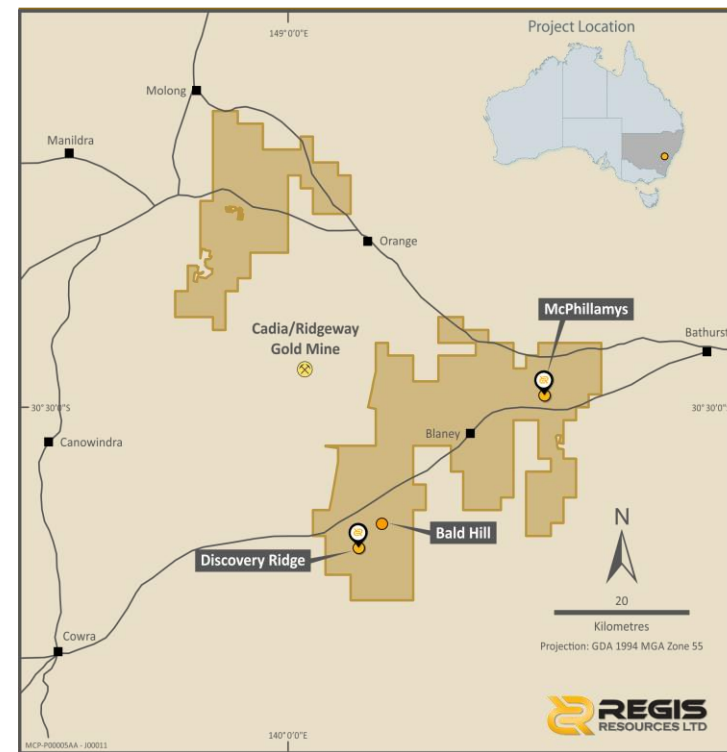 149° 0'0"E
Project Location
Molong
Manildra
Orange
McPhillamys
Cadia/Ridgeway
Gold Mine
Bathurst
30°30'0"S
30°30'0"S
Canowindra
Blaney
N
Bald Hill
Discovery Ridge
20
Kilometres
Projection: GDA 1994 MGA Zone 55
Cowra
REGIS
RESOURCES LTD
140°0'0"E
MCP-P00005AA - J00011